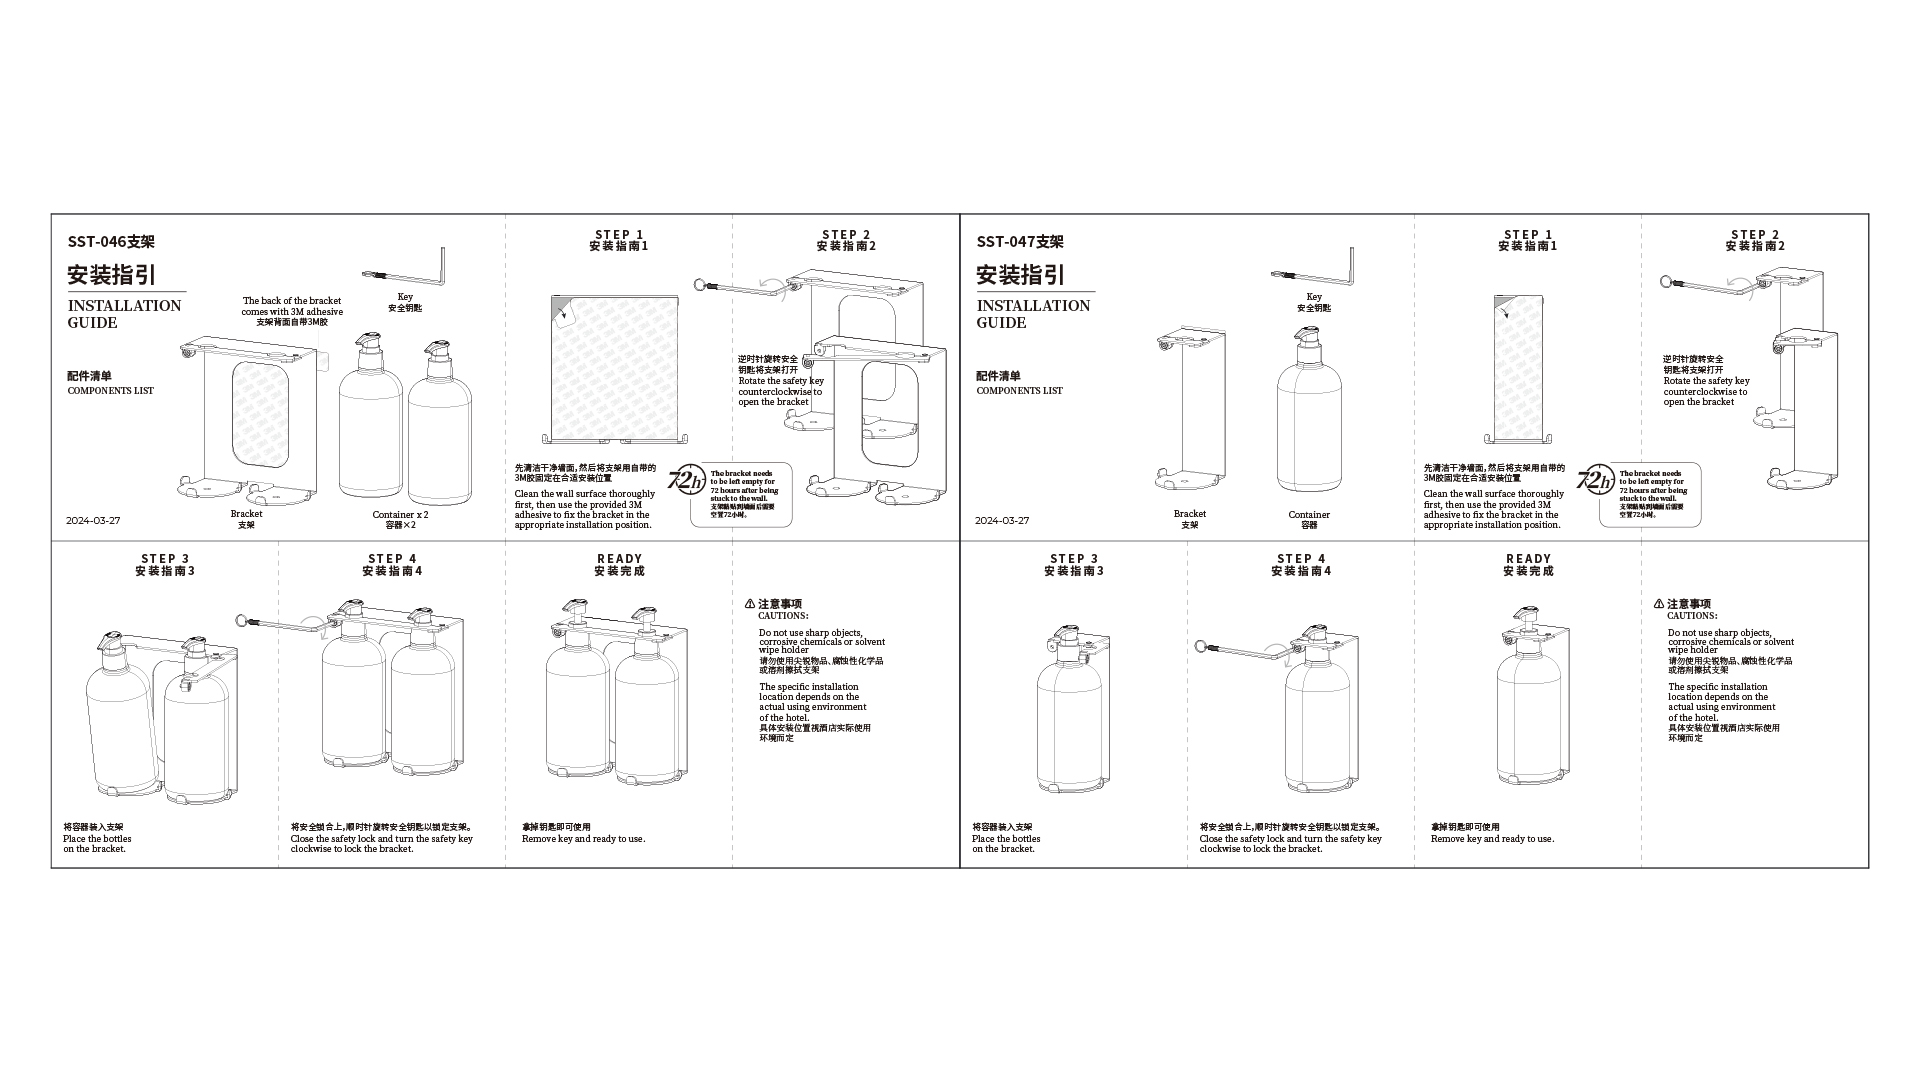 SST-046支架
安装指引
INSTALLATION
GUIDE
配件清单
COMPONENTS LIST
2024-03-27
The back of the bracket
comes with 3M adhesive
支架背面自带3M胶
Key
安全钥匙
Bracket
支架
Container x 2
容器×2
STEP 1
安装指南1
先清洁干净墙面，然后将支架用自带的
3M胶固定在合适安装位置
Clean the wall surface thoroughly
first, then use the provided 3M
adhesive to fix the bracket in the
appropriate installation position.
72h
The bracket needs
to be left empty for
72 hours after being
stuck to the wall.
支架黏贴到墙面后需要
空置72小时。
STEP 2
安装指南2
逆时针旋转安全
钥匙将支架打开
Rotate the safety key
counterclockwise to
open the bracket
STEP 3
安装指南3
将容器装入支架
Place the bottles
on the bracket.
STEP 4
安装指南4
将安全锁合上，顺时针旋转安全钥匙以锁定支架。
Close the safety lock and turn the safety key
clockwise to lock the bracket.
READY
安装完成
拿掉钥匙即可使用
Remove key and ready to use.
注意事项
CAUTIONS:
Do not use sharp objects,
corrosive chemicals or solvent
wipe holder
请勿使用尖锐物品、腐蚀性化学品
或溶剂擦拭支架
The specific installation
location depends on the
actual using environment
of the hotel.
具体安装位置视酒店实际使用
环境而定
SST-047支架
安装指引
INSTALLATION
GUIDE
配件清单
COMPONENTS LIST
2024-03-27
Key
安全钥匙
Bracket
支架
Container
容器
STEP 1
安装指南1
先清洁干净墙面，然后将支架用自带的
3M胶固定在合适安装位置
Clean the wall surface thoroughly
first, then use the provided 3M
adhesive to fix the bracket in the
appropriate installation position.
72h
The bracket needs
to be left empty for
72 hours after being
stuck to the wall.
支架黏贴到墙面后需要
空置72小时。
STEP 2
安装指南2
逆时针旋转安全
钥匙将支架打开
Rotate the safety key
counterclockwise to
open the bracket
STEP 3
安装指南3
将容器装入支架
Place the bottles
on the bracket.
STEP 4
安装指南4
将安全锁合上，顺时针旋转安全钥匙以锁定支架。
Close the safety lock and turn the safety key
clockwise to lock the bracket.
READY
安装完成
拿掉钥匙即可使用
Remove key and ready to use.
注意事项
CAUTIONS:
Do not use sharp objects,
corrosive chemicals or solvent
wipe holder
请勿使用尖锐物品、腐蚀性化学品
或溶剂擦拭支架
The specific installation
location depends on the
actual using environment
of the hotel.
具体安装位置视酒店实际使用
环境而定